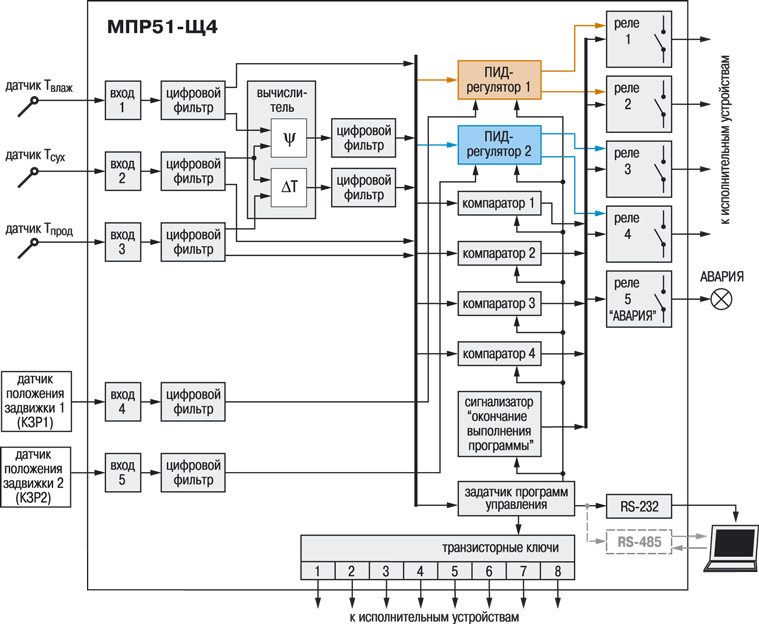 МПР51-Щ4
датчик Tвлаж
вход
1
цифровой
фильтр
вычисли-
тель
ψ
ΔT
цифровой
фильтр
цифровой
фильтр
датчик Tсух
вход
2
цифровой
фильтр
датчик Tпрод
вход
3
цифровой
фильтр
датчик
положения
задвижки 1
(КЗР1)
вход
4
цифровой
фильтр
датчик
положения
задвижки 2
(КЗР2)
вход
5
цифровой
фильтр
ПИД-
регулятор 1
ПИД-
регулятор 2
компаратор 1
компаратор 2
компаратор 3
компаратор 4
сигнализатор
“окончание
выполнения
программы”
задатчик программ
управления
реле
1
реле
2
реле
3
реле
4
реле
5
“АВАРИЯ”
к исполнительным устройствам
АВАРИЯ
RS-232
RS-485
транзисторные ключи
1 2 3 4 5 6 7 8
к исполнительным устройствам